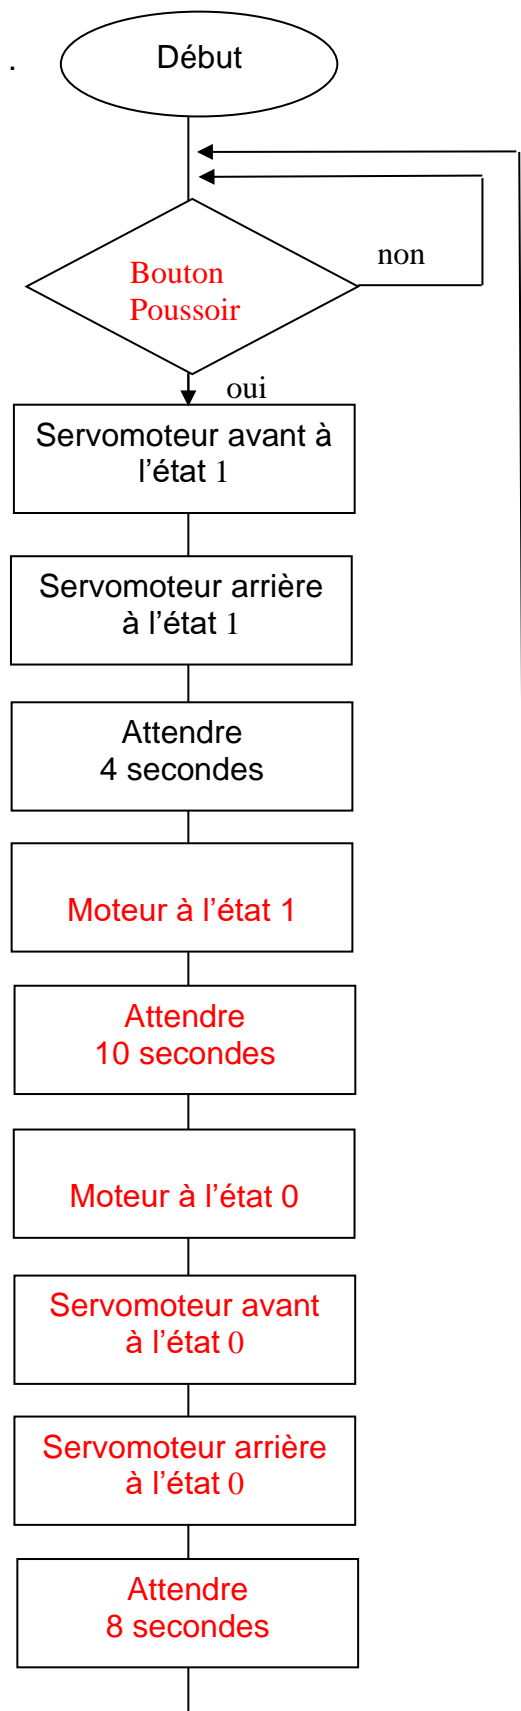 .
Début
non
Bouton
Poussoir
oui
Servomoteur avant à
l’état 1
Servomoteur arrière
à l’état 1
Attendre
4 secondes
Moteur à l’état 1
Attendre
10 secondes
Moteur à l’état 0
Servomoteur avant
à l’état 0
Servomoteur arrière
à l’état 0
Attendre
8 secondes